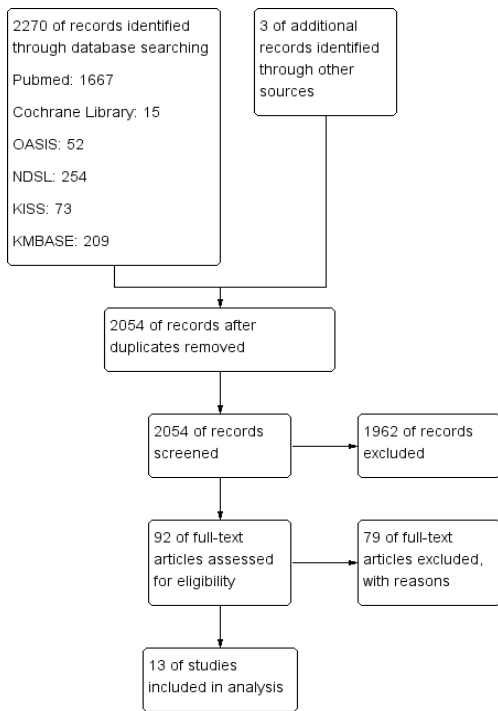 2270 of records identified
through database searching
Pubmed: 1667
Cochrane Library: 15
OASIS: 52
NDSL: 254
KISS: 73
KMBASE: 209
3 of additional
records identified
through other
sources
2054 of records after
duplicates removed
2054 of records
screened
1962 of records
excluded
92 of full-text
articles assessed
for eligibility
79 of full-text
articles excluded,
with reasons
13 of studies
included in analysis